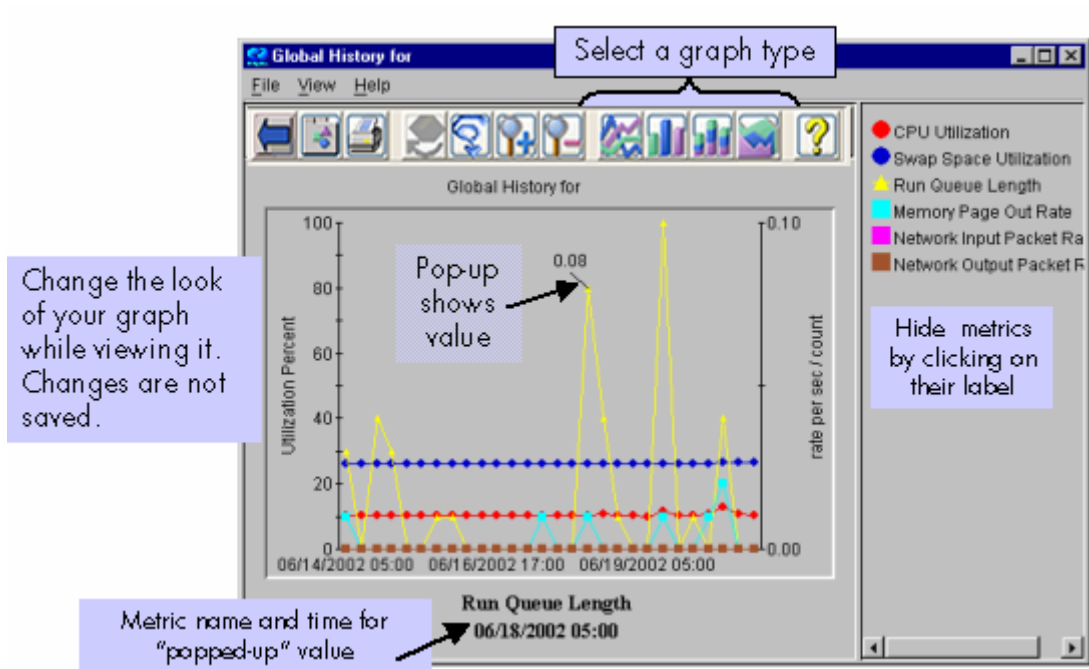 Select a graph type
Global History for
File View Help
Global History for
CPU Utilization
Swap Space Utilization
Run Queue Length
Memory Page Out Rate
Network Input Packet Ra
Network Output Packet R
Change the look
of your graph
while viewing it.
Changes are not
saved.
Utilization Percent
100
80
60
40
20
0
Pop-up
shows
value
0.08
0.10
0.00
rate per sec / count
06/14/2002 05:00 06/16/2002 17:00 06/19/2002 05:00
Hide metrics
by clicking on
their label
Metric name and time for
"popped-up" value
Run Queue Length
06/18/2002 05:00